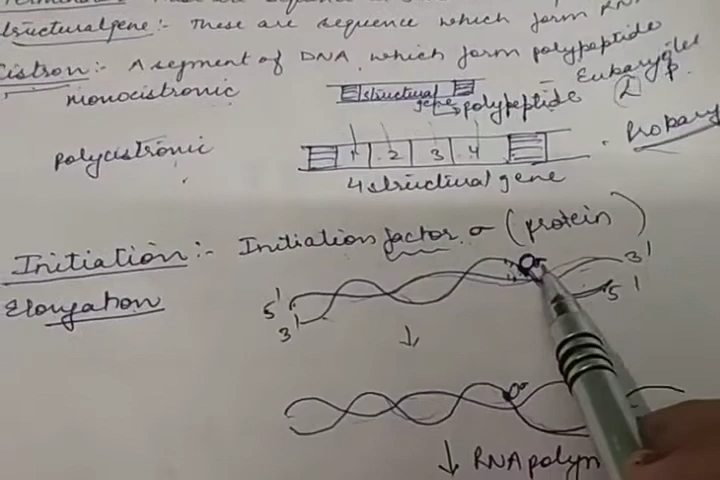 Structural gene:- These are sequence which form RN
Cistron:- A segment of DNA which form polypeptide
monocistronic
structural gene
polypeptide
Eukaryotes
polycistronic
1 2 3 4
Probary
4 structural gene
Initiation:- Initiation factor σ (protein)
Elongation
5' 3'
3' 5'
σ
RNA polym